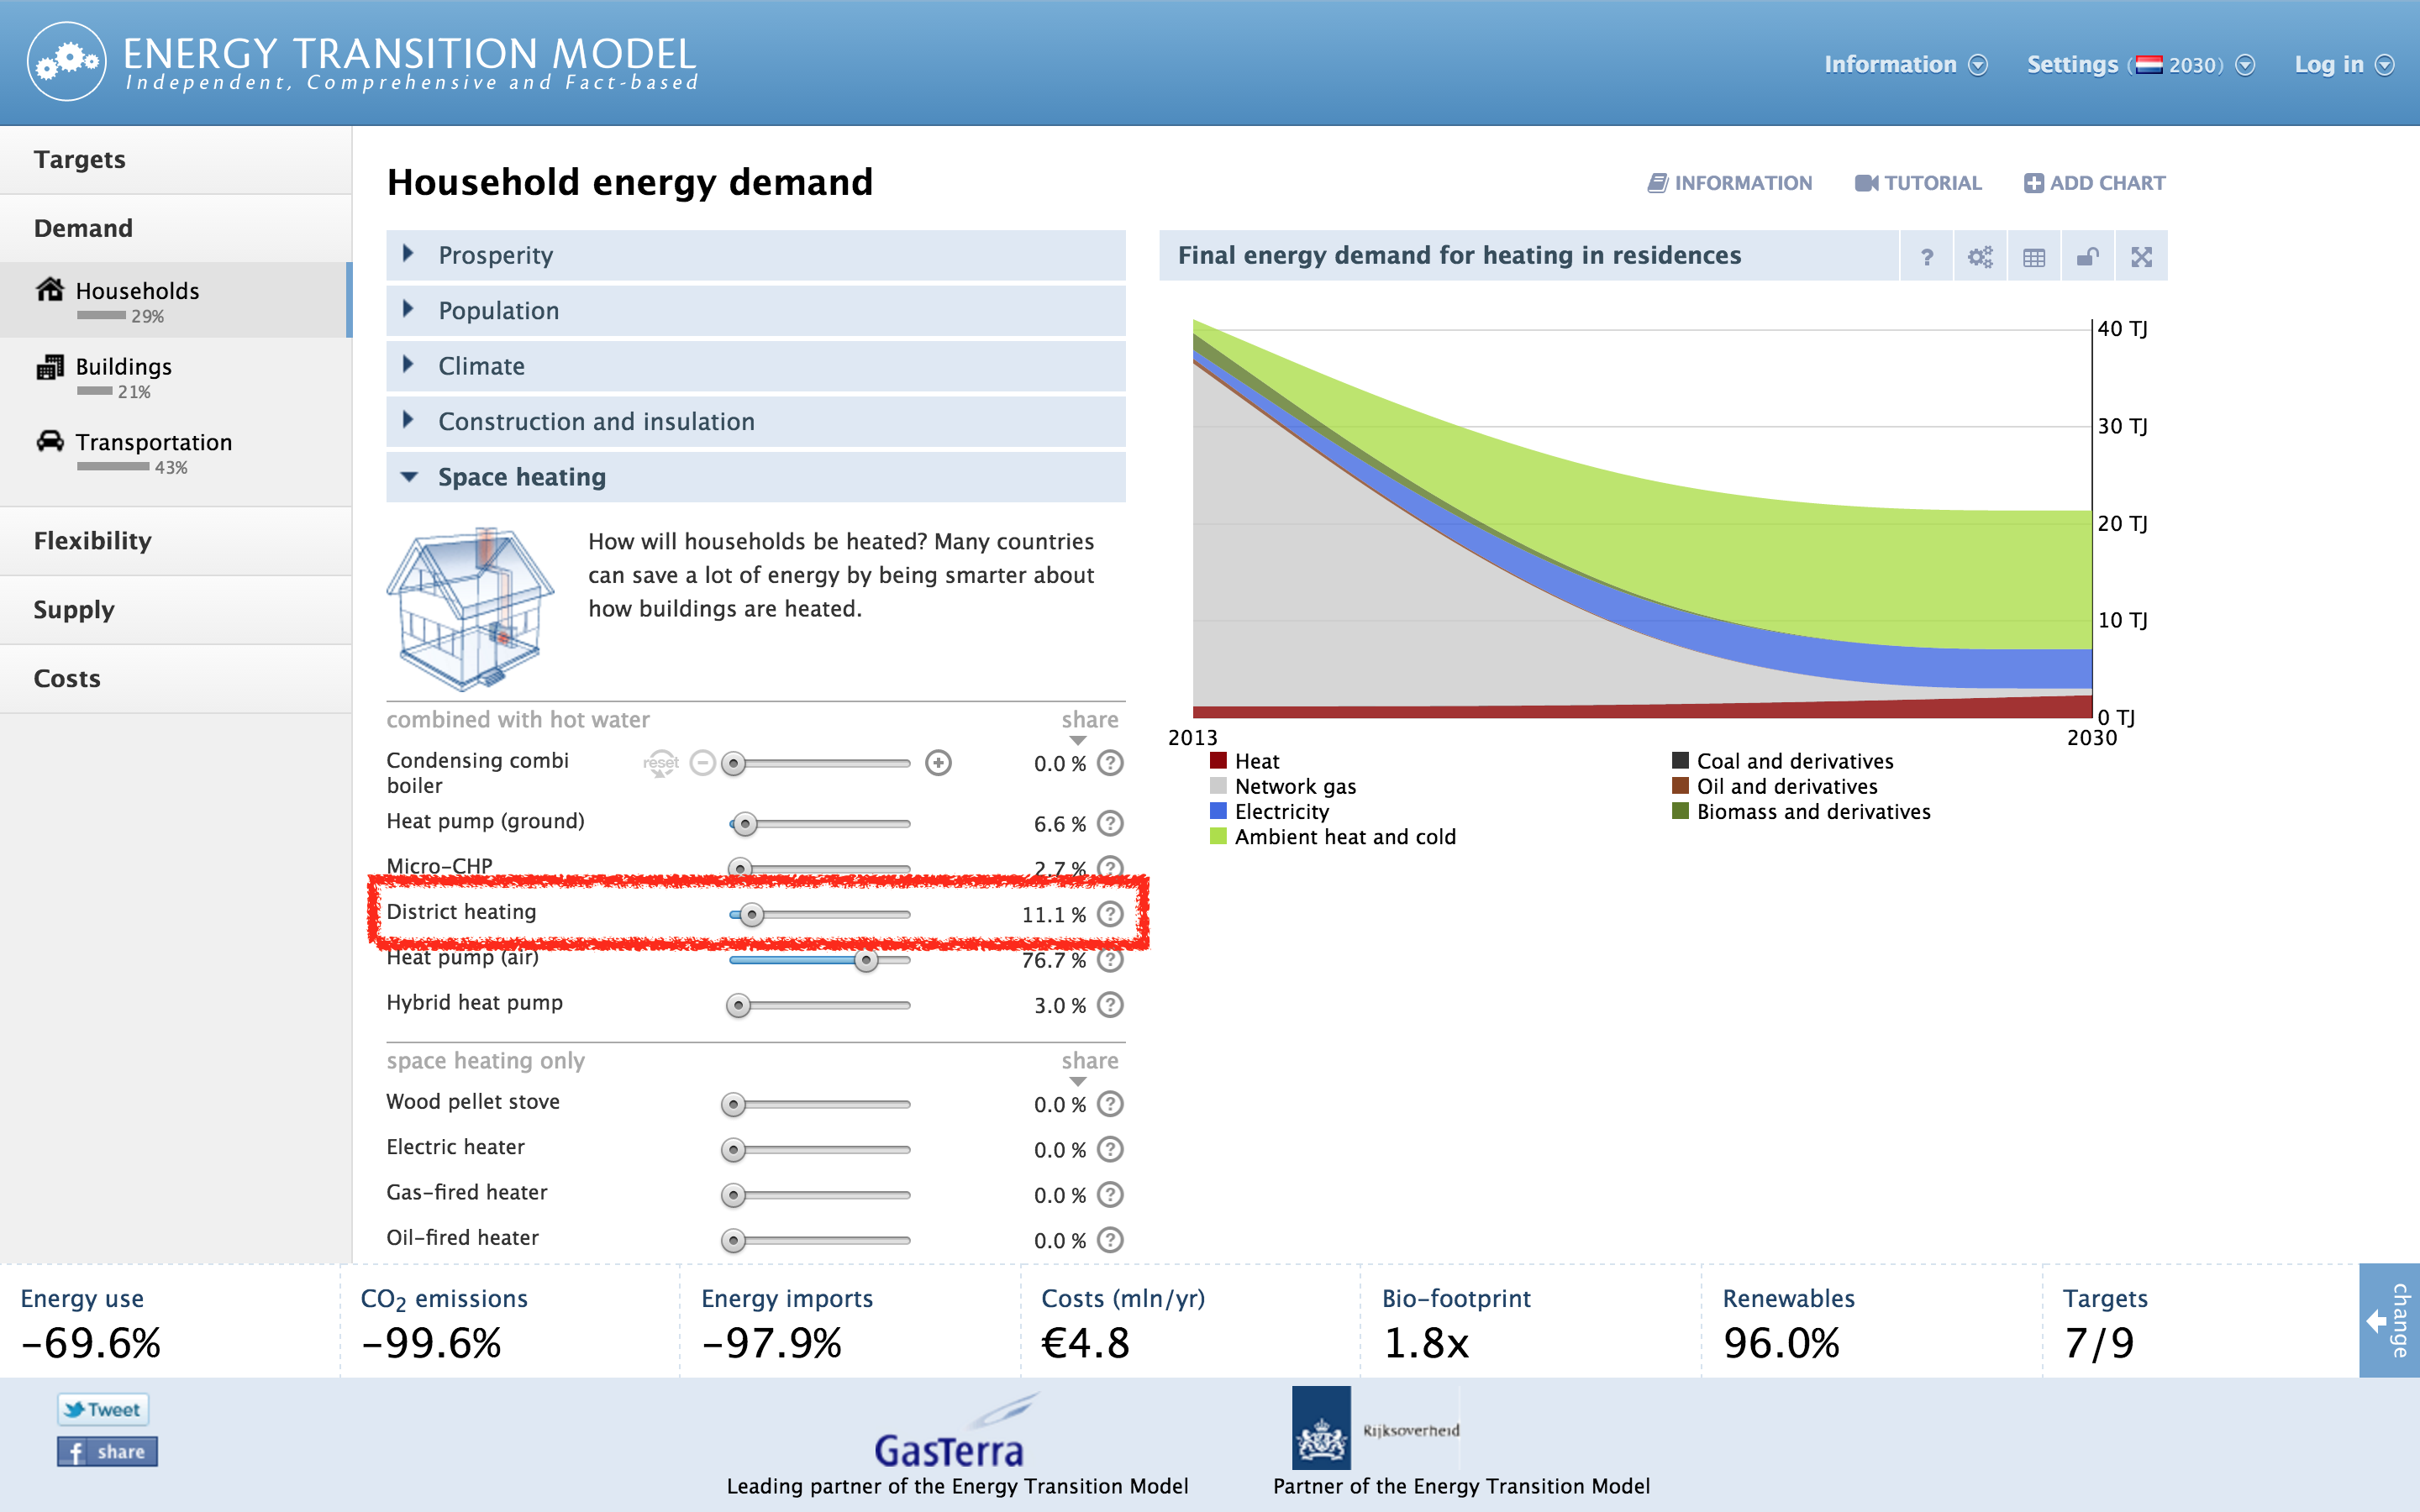 ENERGY TRANSITION MODEL
Independent, Comprehensive and Fact-based
Information
Settings ( 2030)
Log in
Targets
Demand
Households
29%
Buildings
21%
Transportation
43%
Flexibility
Supply
Costs
Household energy demand
INFORMATION
TUTORIAL
ADD CHART
Prosperity
Population
Climate
Construction and insulation
Space heating
How will households be heated? Many countries
can save a lot of energy by being smarter about
how buildings are heated.
combined with hot water share
Condensing combi
boiler
reset
0.0 % ?
Heat pump (ground) 6.6 % ?
Micro-CHP 2.7 % ?
District heating 11.1 % ?
Heat pump (air) 76.7 % ?
Hybrid heat pump 3.0 % ?
space heating only share
Wood pellet stove 0.0 % ?
Electric heater 0.0 % ?
Gas-fired heater 0.0 % ?
Oil-fired heater 0.0 % ?
Final energy demand for heating in residences ?
40 TJ
30 TJ
20 TJ
10 TJ
0 TJ
2013 2030
Heat
Network gas
Electricity
Ambient heat and cold
Coal and derivatives
Oil and derivatives
Biomass and derivatives
Energy use
-69.6%
CO2 emissions
-99.6%
Energy imports
-97.9%
Costs (mln/yr)
€4.8
Bio-footprint
1.8x
Renewables
96.0%
Targets
7/9
change
Tweet
f share
GasTerra
Leading partner of the Energy Transition Model
Rijksoverheid
Partner of the Energy Transition Model